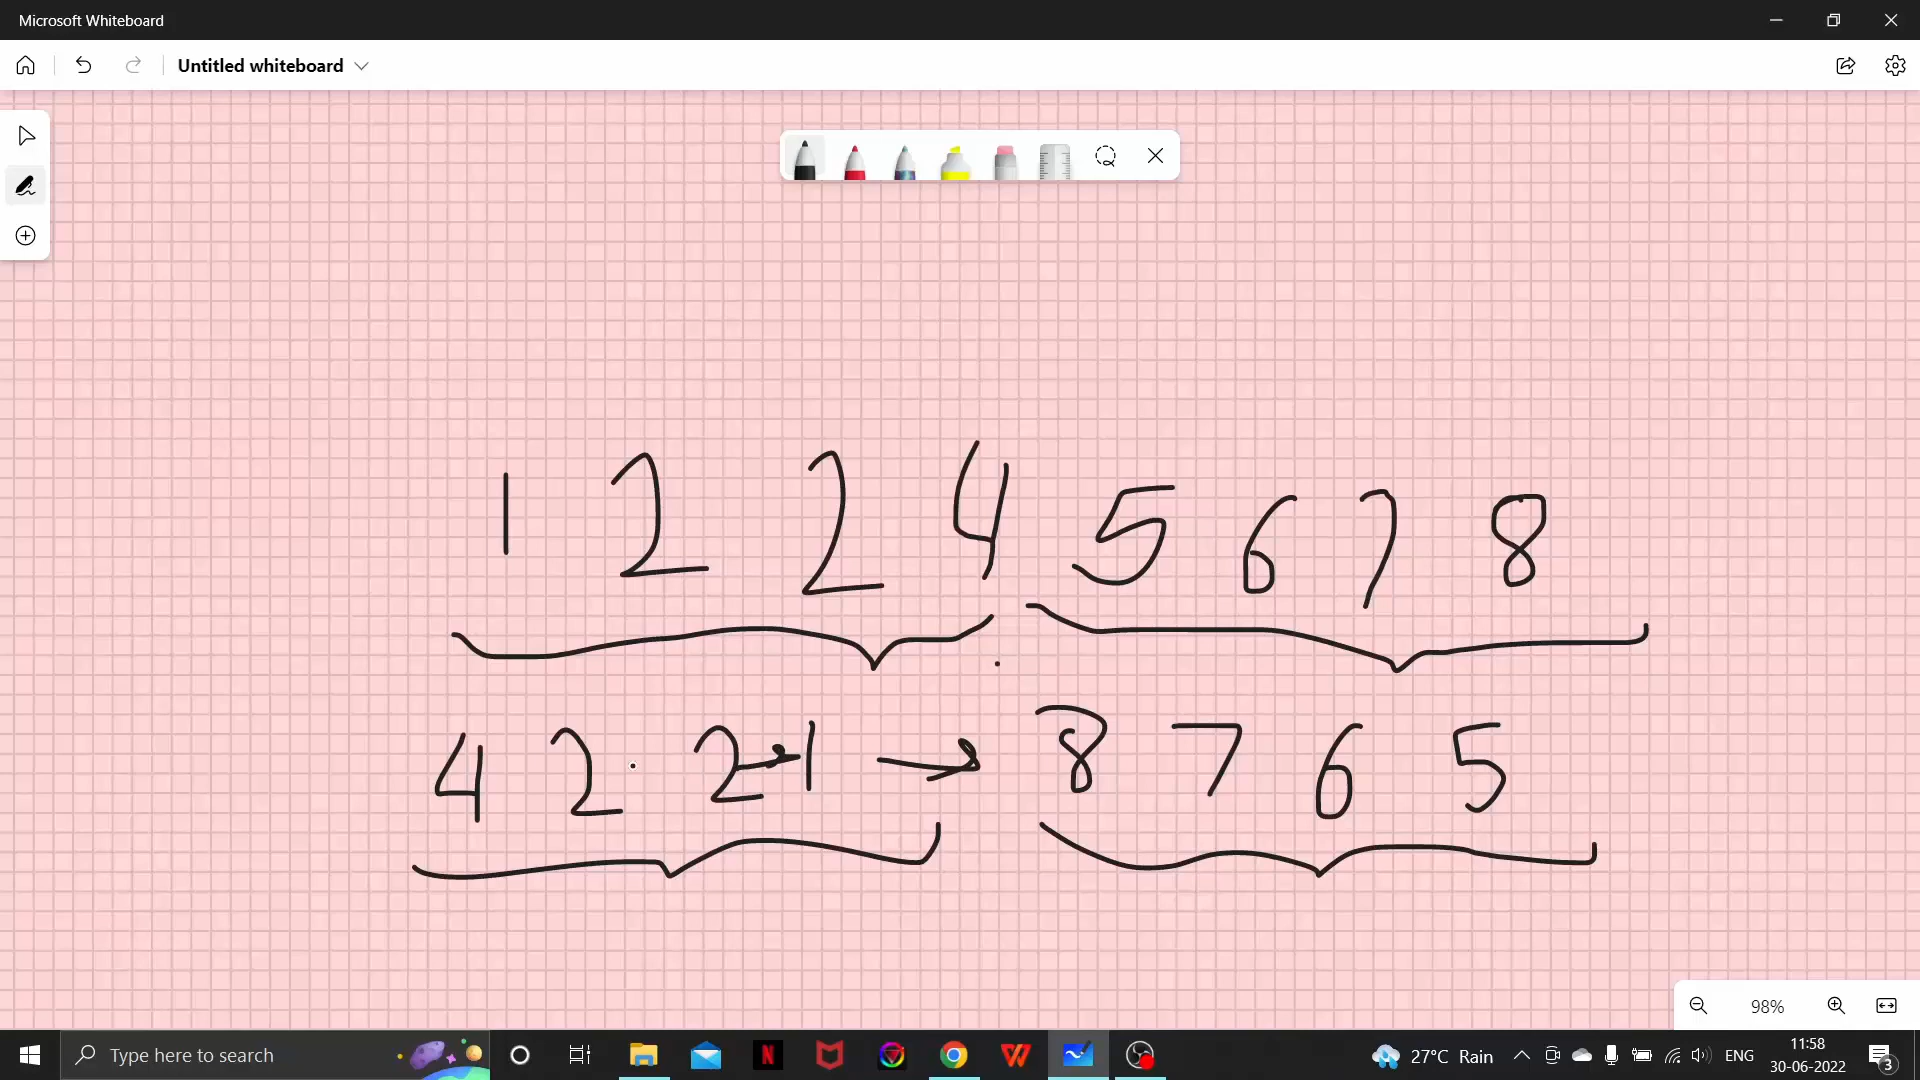 Microsoft Whiteboard
Untitled whiteboard
1 2 2 4 5 6 7 8
4 2 2 → 1 → 8 7 6 5
98%
Type here to search
27°C Rain
ENG
11:58
30-06-2022
3